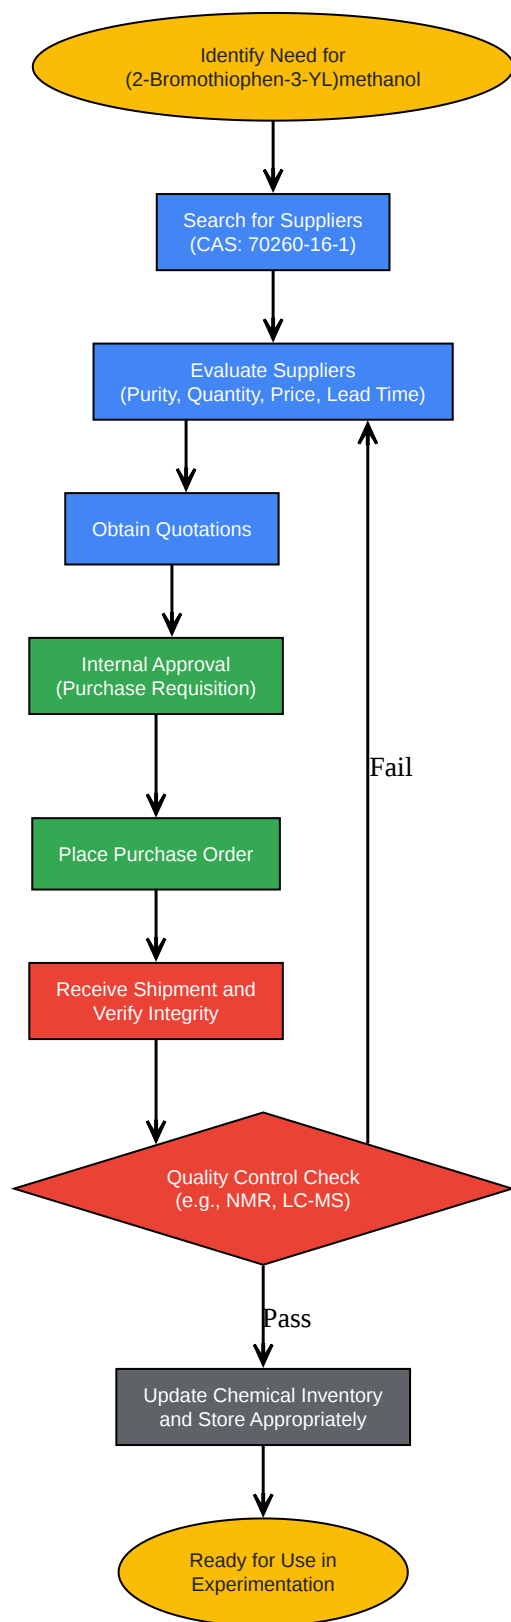 Identify Need for
(2-Bromothiophen-3-YL)methanol
Search for Suppliers
(CAS: 70260-16-1)
Evaluate Suppliers
(Purity, Quantity, Price, Lead Time)
Obtain Quotations
Internal Approval
(Purchase Requisition)
Fail
Place Purchase Order
Receive Shipment and
Verify Integrity
Quality Control Check
(e.g., NMR, LC-MS)
Pass
Update Chemical Inventory
and Store Appropriately
Ready for Use in
Experimentation